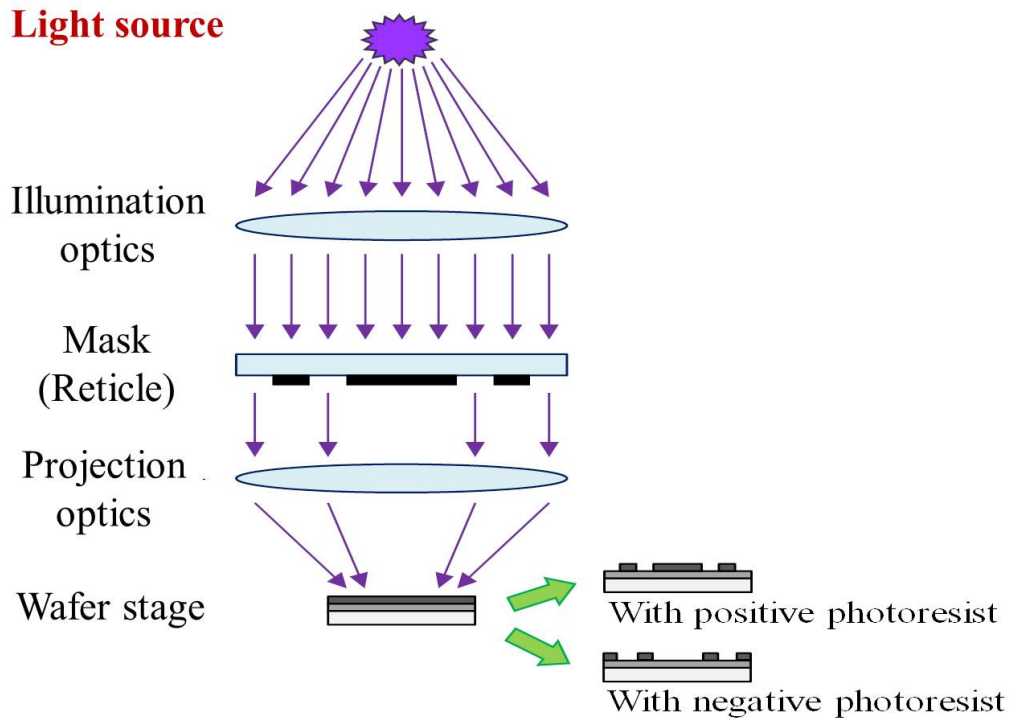 Light source
Illumination
optics
Mask
(Reticle)
Projection
optics
Wafer stage
With positive photoresist
With negative photoresist